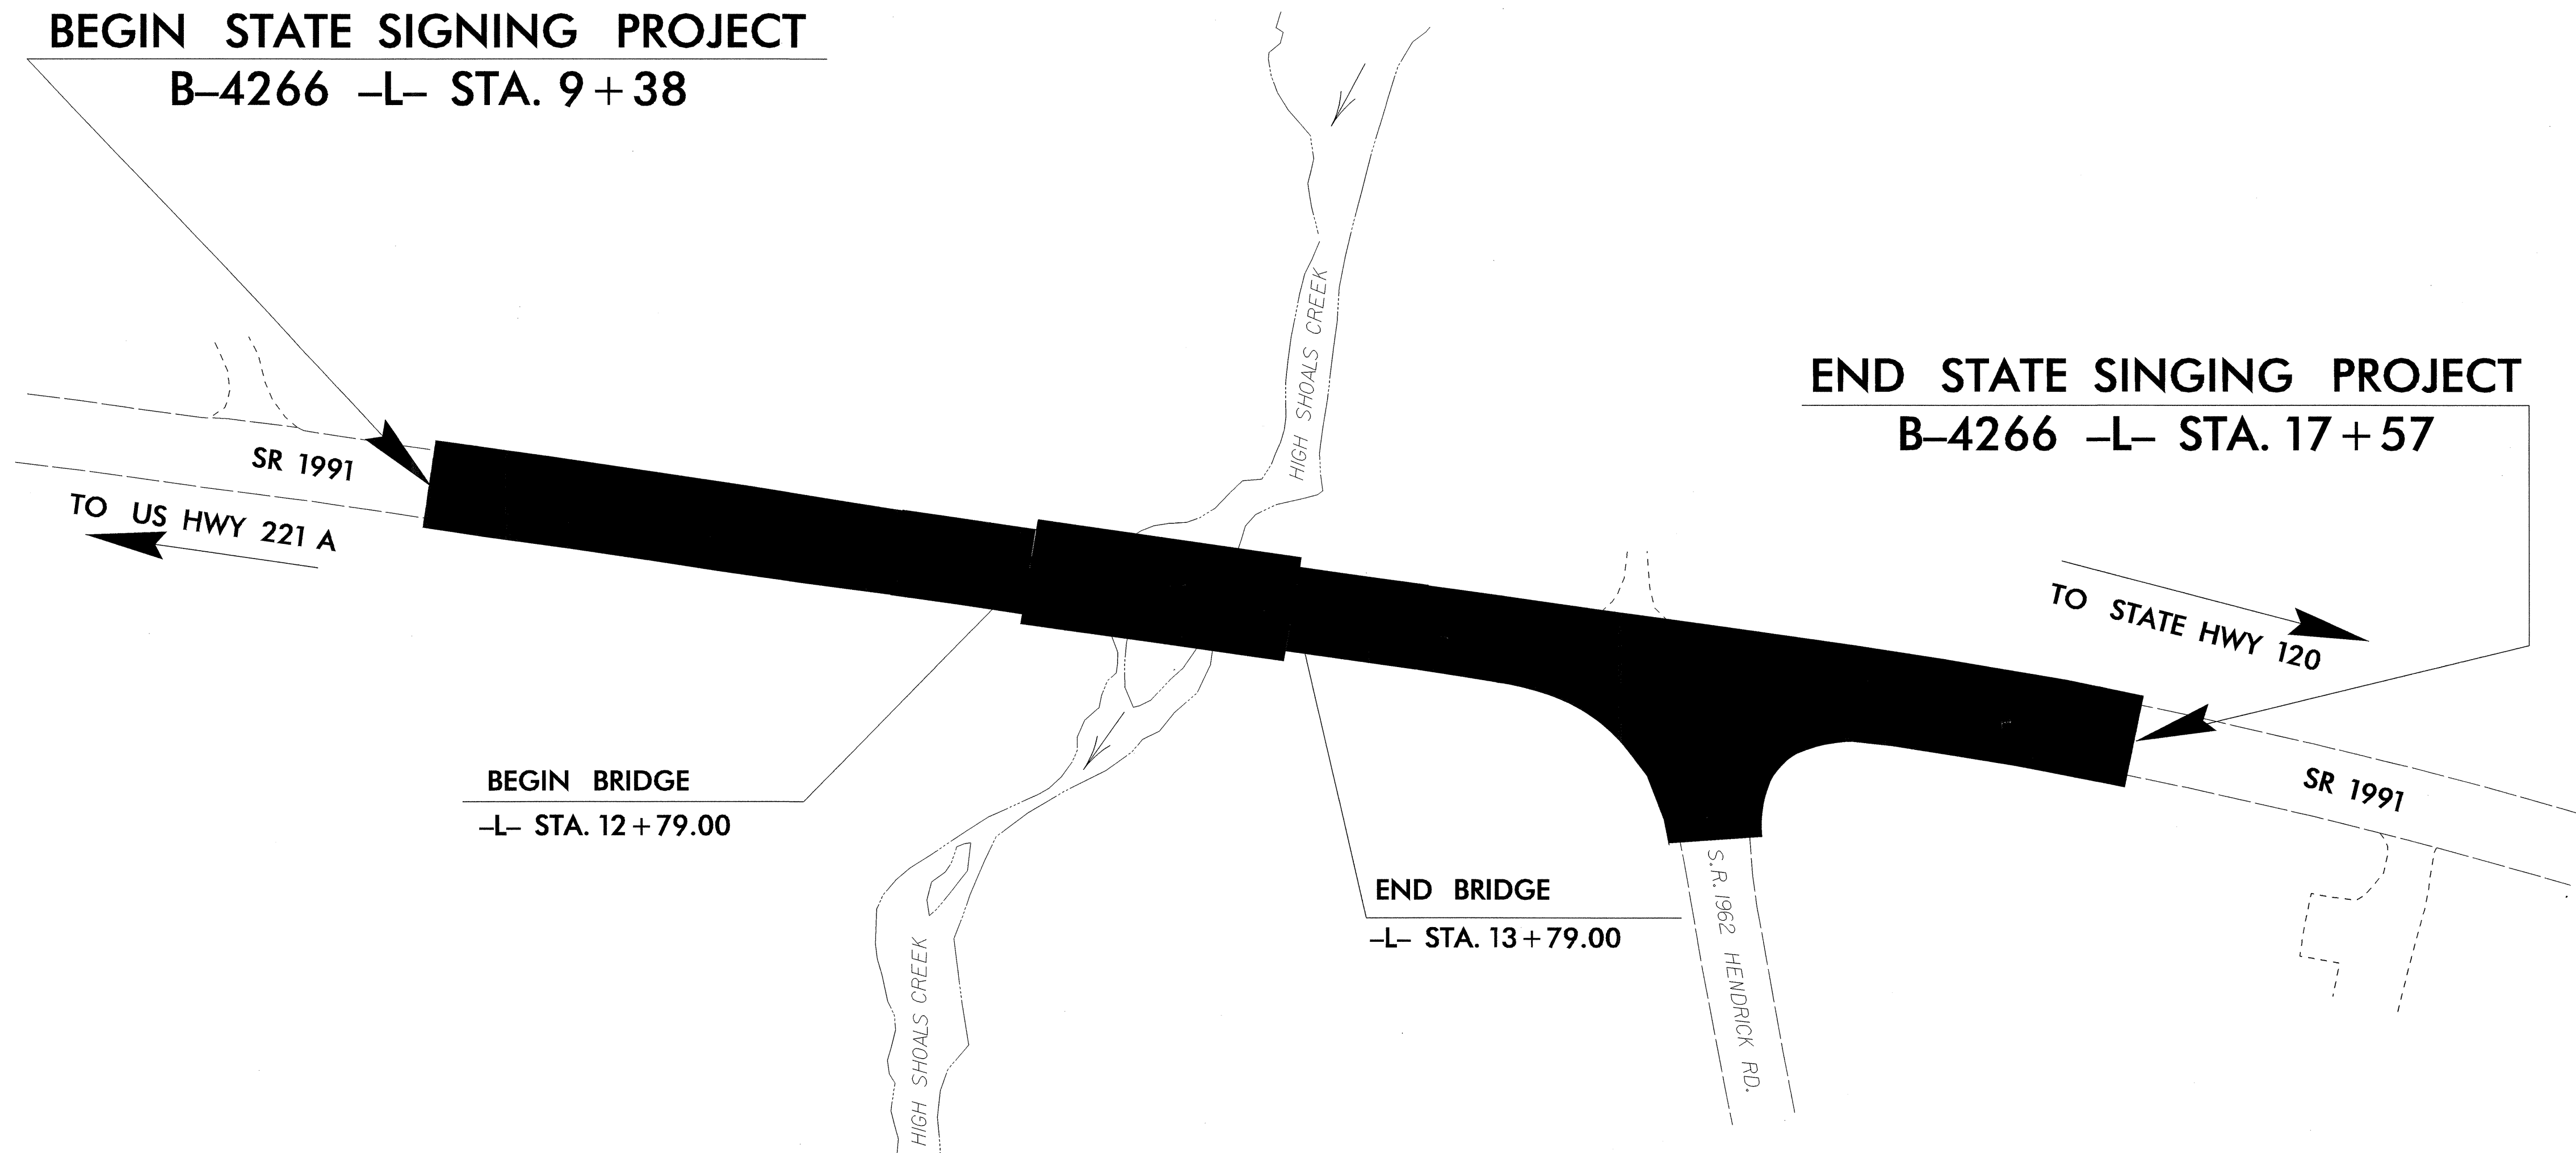 BEGIN STATE SIGNING PROJECT
B–4266 –L– STA. 9+38
HIGH SHOALS CREEK
END STATE SINGING PROJECT
B–4266 –L– STA. 17+57
SR 1991
TO US HWY 221 A
TO STATE HWY 120
SR 1991
BEGIN BRIDGE
–L– STA. 12+79.00
END BRIDGE
–L– STA. 13+79.00
S.R. 1962 HENDRICK RD.
HIGH SHOALS CREEK